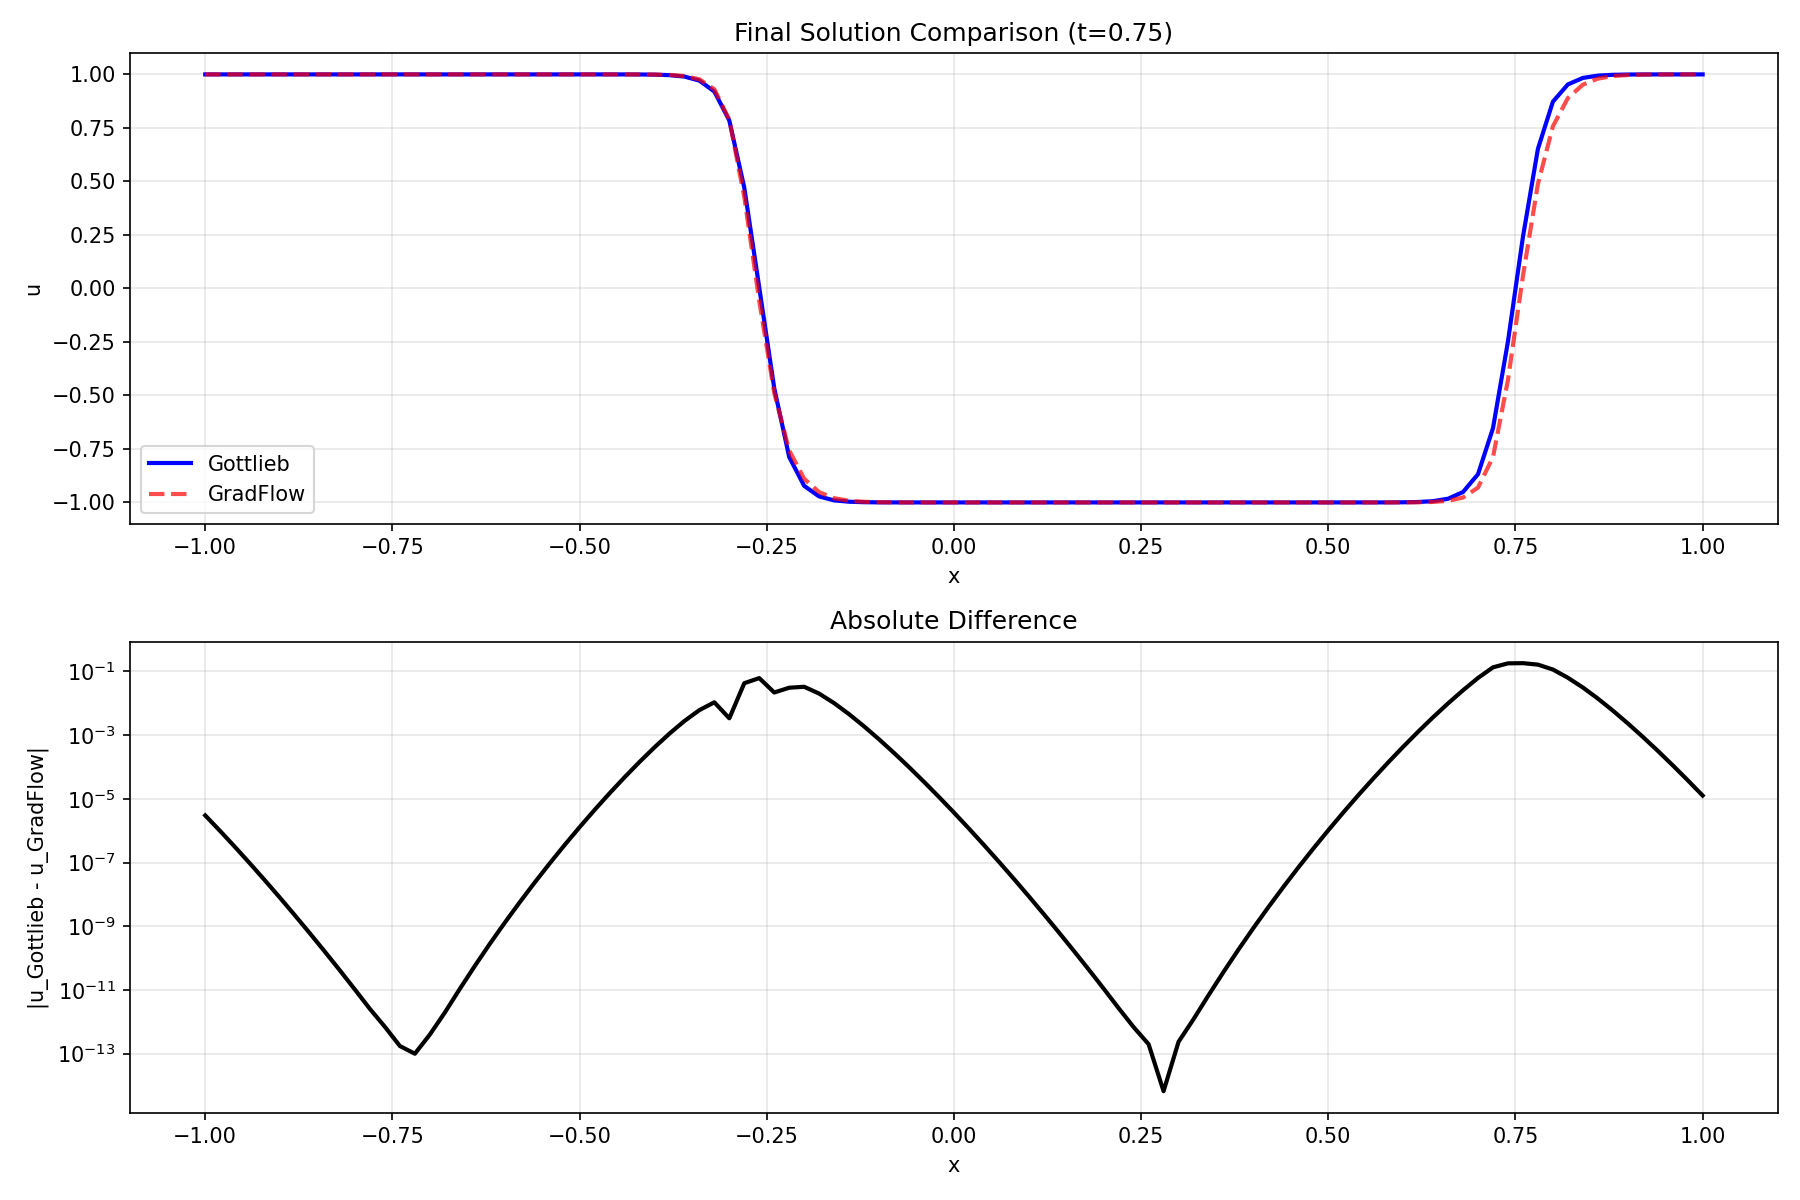 Final Solution Comparison (t=0.75)
1.00
0.75
0.50
0.25
0.00
−0.25
−0.50
−0.75
−1.00
u
Gottlieb
GradFlow
−1.00 −0.75 −0.50 −0.25 0.00 0.25 0.50 0.75 1.00
x
Absolute Difference
10⁻¹
10⁻³
10⁻⁵
10⁻⁷
10⁻⁹
10⁻¹¹
10⁻¹³
|u_Gottlieb - u_GradFlow|
−1.00 −0.75 −0.50 −0.25 0.00 0.25 0.50 0.75 1.00
x